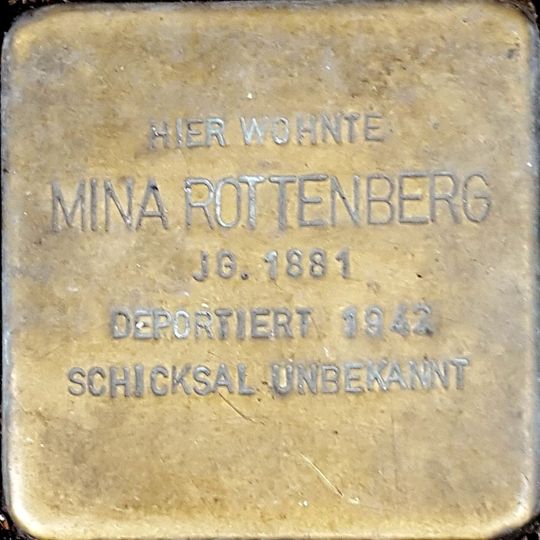 HIER WOHNTE
MINA ROTTENBERG
JG. 1881
DEPORTIERT 1942
SCHICKSAL UNBEKANNT